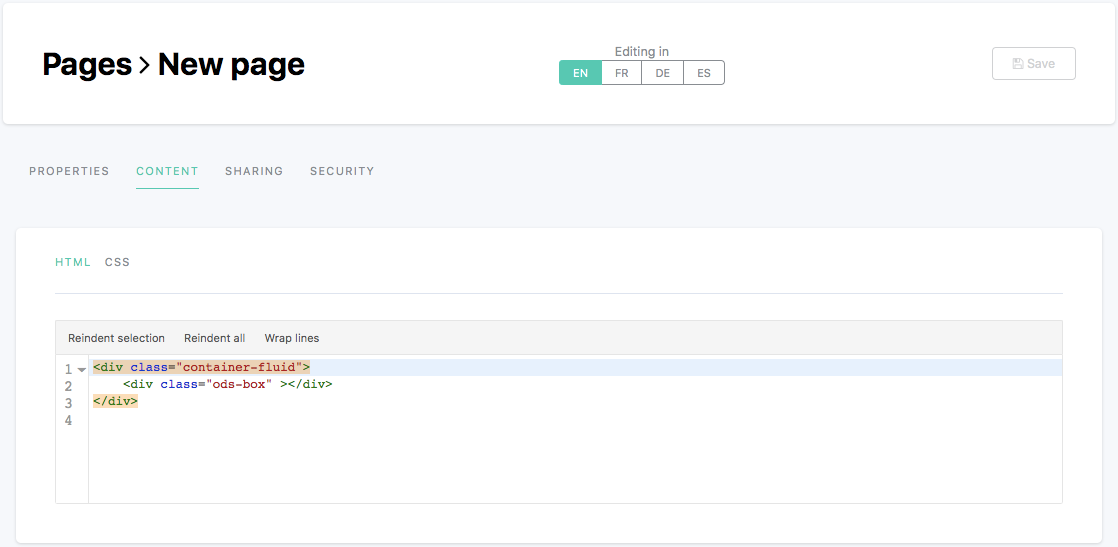 Pages > New page
Editing in
EN FR DE ES
Save
PROPERTIES CONTENT SHARING SECURITY
HTML CSS
Reindent selection Reindent all Wrap lines
1 <div class="container-fluid">
2     <div class="ods-box" ></div>
3 </div>
4